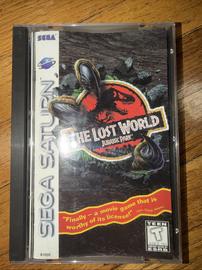 SEGA
SEGA SATURN
THE LOST WORLD
JURASSIC PARK
"Finally – a movie game that is
worthy of its license!"
TEEN
T